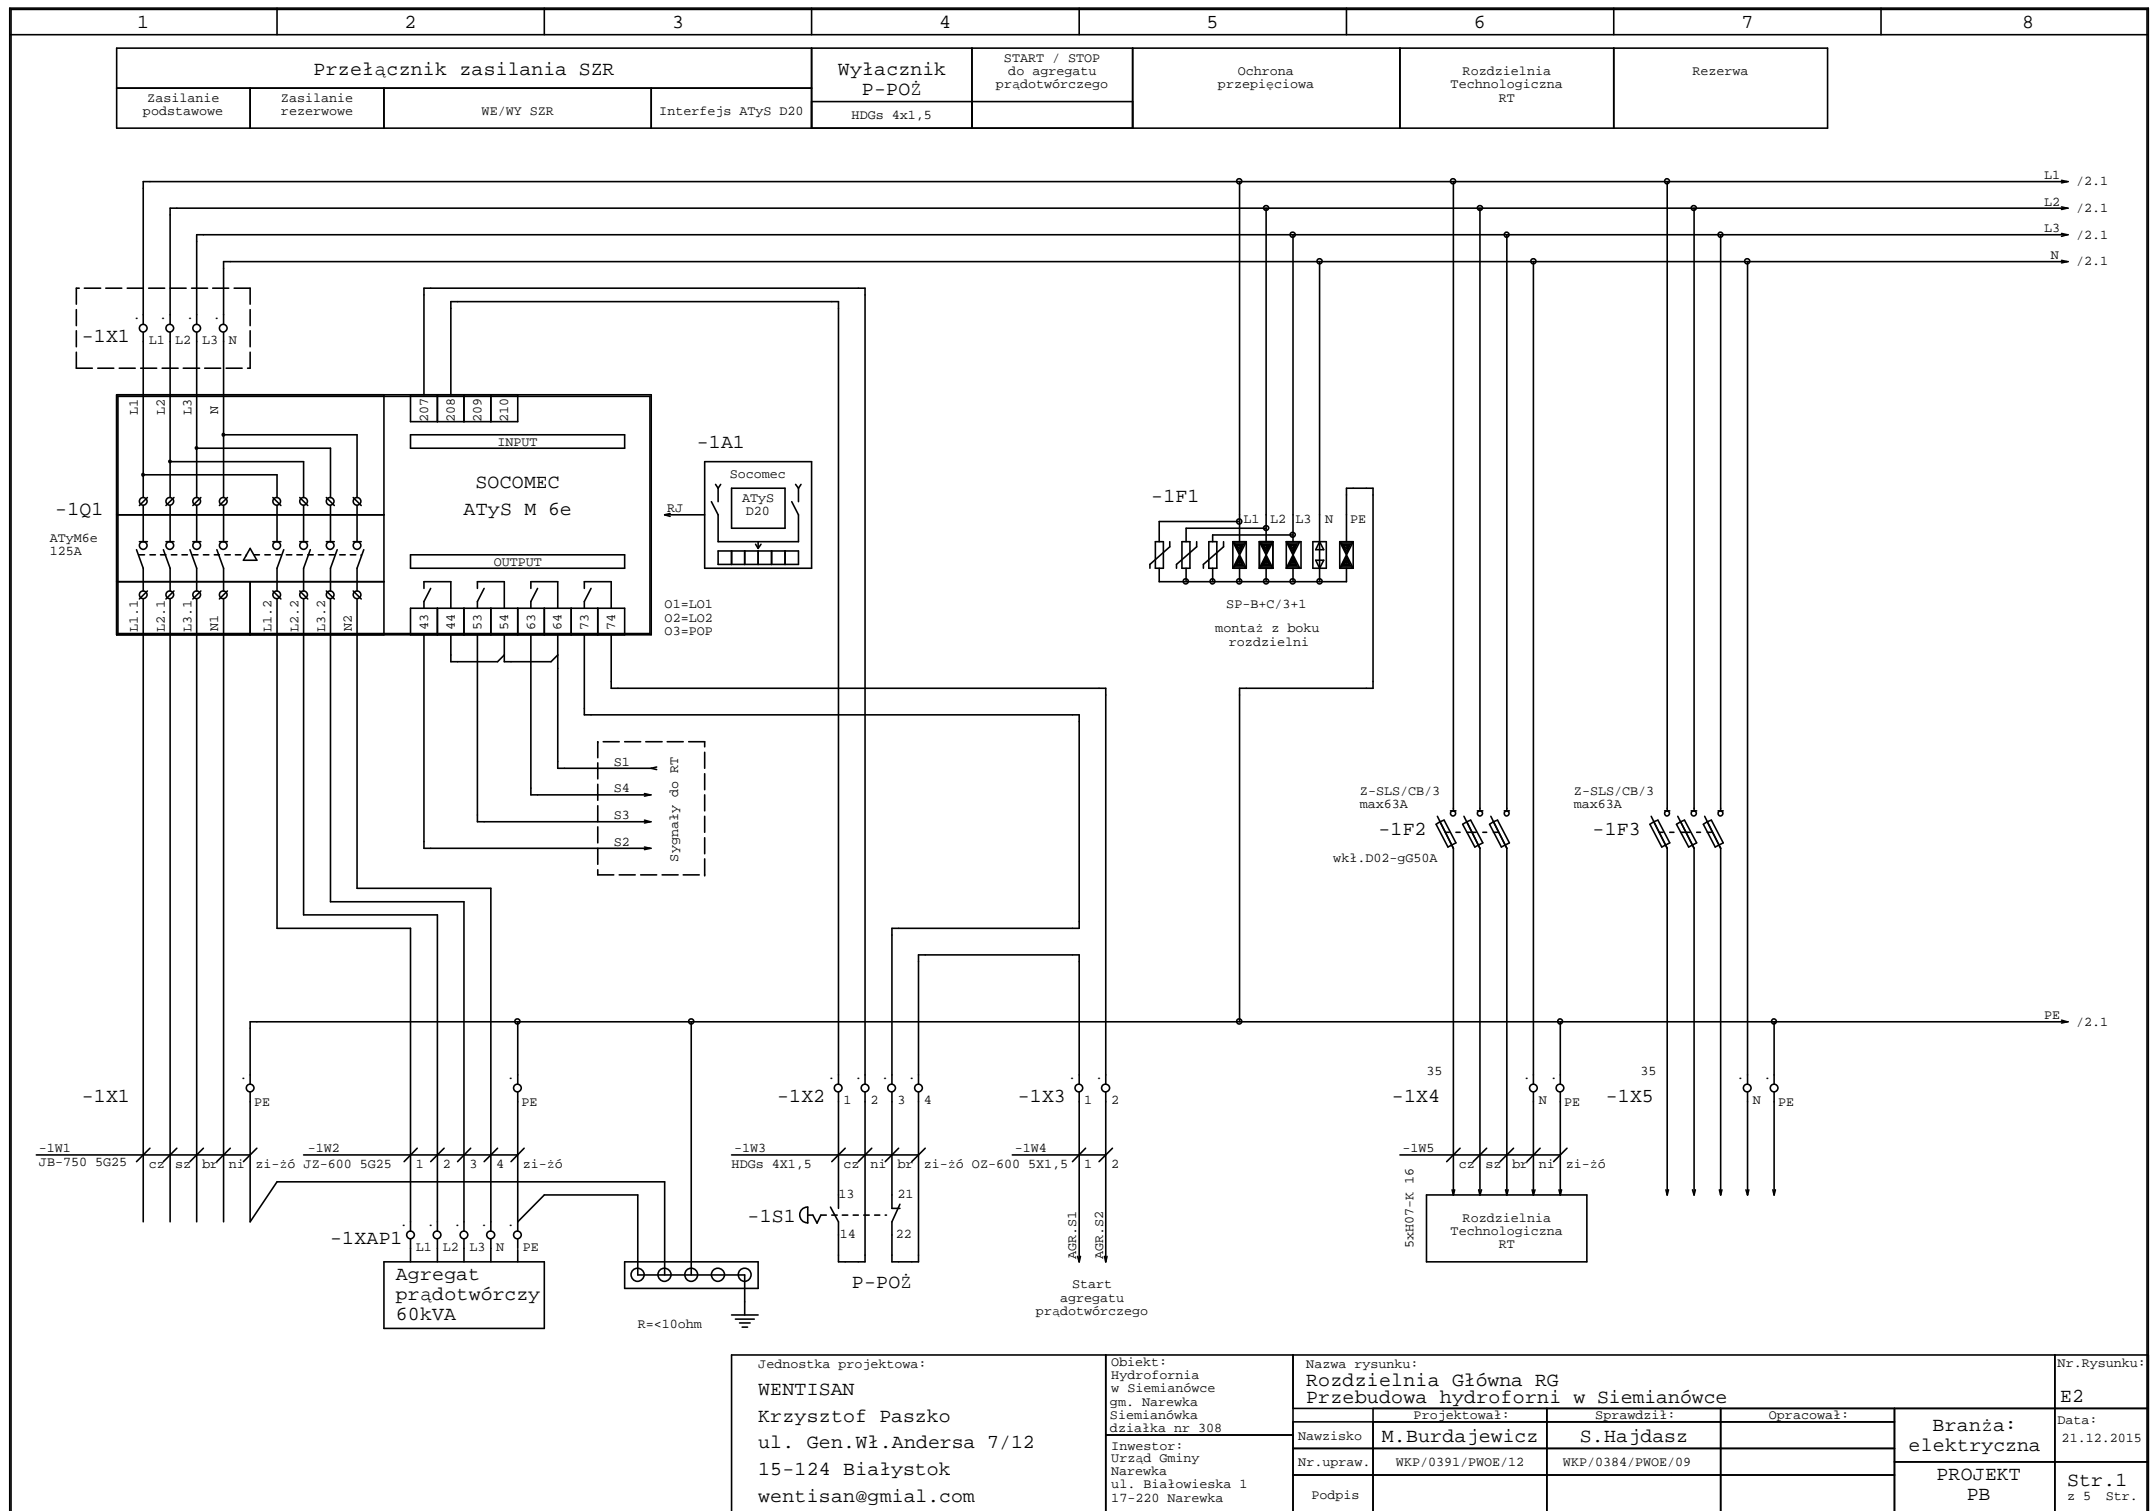 1 2 3 4 5 6 7 8
Przełącznik zasilania SZR
Zasilanie
podstawowe
Zasilanie
rezerwowe
WE/WY SZR
Interfejs ATyS D20
Wyłacznik
P-POŻ
HDGs 4x1,5
START / STOP
do agregatu
prądotwórczego
Ochrona
przepięciowa
Rozdzielnia
Technologiczna
RT
Rezerwa
L1 /2.1
L2 /2.1
L3 /2.1
N /2.1
-1X1 L1 L2 L3 N
L1 L2 L3 N
207 208 209 210
INPUT
SOCOMEC
ATyS M 6e
OUTPUT
-1Q1
ATyM6e
125A
L1.1 L2.1 L3.1 N1 L1.2 L2.2 L3.2 N2
43 44 53 54 63 64 73 74
-1A1
Socomec
ATyS
D20
RJ
O1=LO1
O2=LO2
O3=POP
-1F1
L1 L2 L3 N PE
SP-B+C/3+1
montaż z boku
rozdzielni
S1
S4
S3
S2
Sygnały do RT
Z-SLS/CB/3
max63A
-1F2
wkł.D02-gG50A
Z-SLS/CB/3
max63A
-1F3
PE /2.1
-1X1 PE
PE
-1X2 1 2 3 4
-1X3 1 2
35
-1X4 N PE
35
-1X5 N PE
-1W1
JB-750 5G25 cz sz br ni zi-żó
-1W2
JZ-600 5G25 1 2 3 4 zi-żó
-1W3
HDGs 4X1,5 cz ni br zi-żó
-1W4
OZ-600 5X1,5 1 2
-1W5
cz sz br ni zi-żó
5xH07-K 16
13 21
-1S1
14 22
P-POŻ
AGR.S1 AGR.S2
Start
agregatu
prądotwórczego
Rozdzielnia
Technologiczna
RT
-1XAP1 L1 L2 L3 N PE
Agregat
prądotwórczy
60kVA
R=<10ohm
Jednostka projektowa:
WENTISAN
Krzysztof Paszko
ul. Gen.Wł.Andersa 7/12
15-124 Białystok
wentisan@gmial.com
Obiekt:
Hydrofornia
w Siemianówce
gm. Narewka
Siemianówka
działka nr 308
Inwestor:
Urząd Gminy
Narewka
ul. Białowieska 1
17-220 Narewka
Nazwa rysunku:
Rozdzielnia Główna RG
Przebudowa hydroforni w Siemianówce
Projektował: Sprawdził: Opracował:
Nawzisko M.Burdajewicz S.Hajdasz
Nr.upraw. WKP/0391/PWOE/12 WKP/0384/PWOE/09
Podpis
Branża:
elektryczna
PROJEKT
PB
Nr.Rysunku:
E2
Data:
21.12.2015
Str.1
z 5 Str.